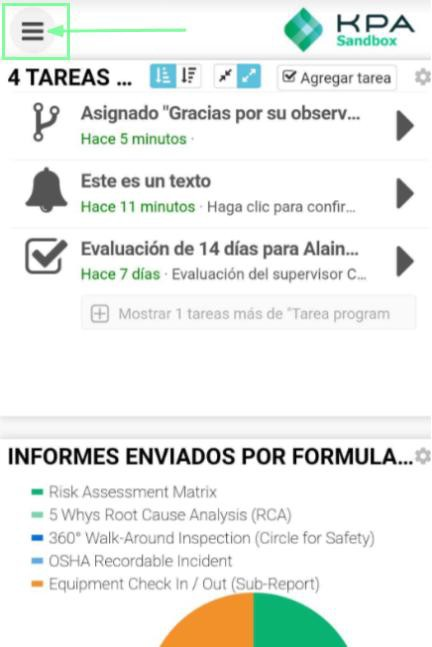 KPA
Sandbox
4 TAREAS ...
Agregar tarea
Asignado "Gracias por su observ...
Hace 5 minutos ·
Este es un texto
Hace 11 minutos · Haga clic para confir...
Evaluación de 14 días para Alain...
Hace 7 días · Evaluación del supervisor C...
Mostrar 1 tareas más de "Tarea program
INFORMES ENVIADOS POR FORMULA...
Risk Assessment Matrix
5 Whys Root Cause Analysis (RCA)
360° Walk-Around Inspection (Circle for Safety)
OSHA Recordable Incident
Equipment Check In / Out (Sub-Report)